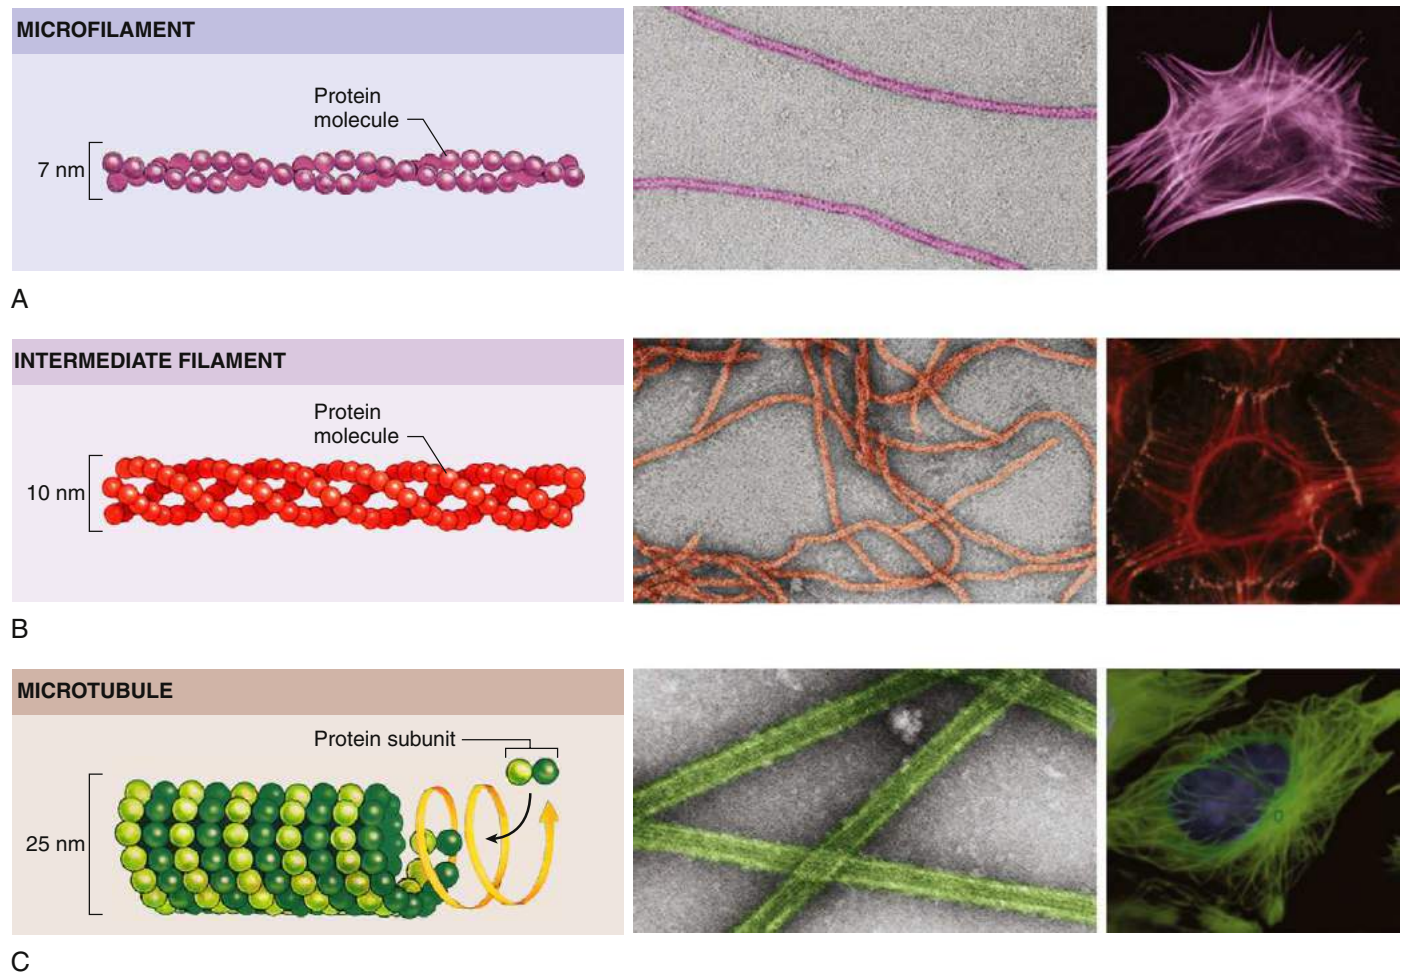 MICROFILAMENT
Protein
molecule
7 nm
A
INTERMEDIATE FILAMENT
Protein
molecule
10 nm
B
MICROTUBULE
Protein subunit
25 nm
C